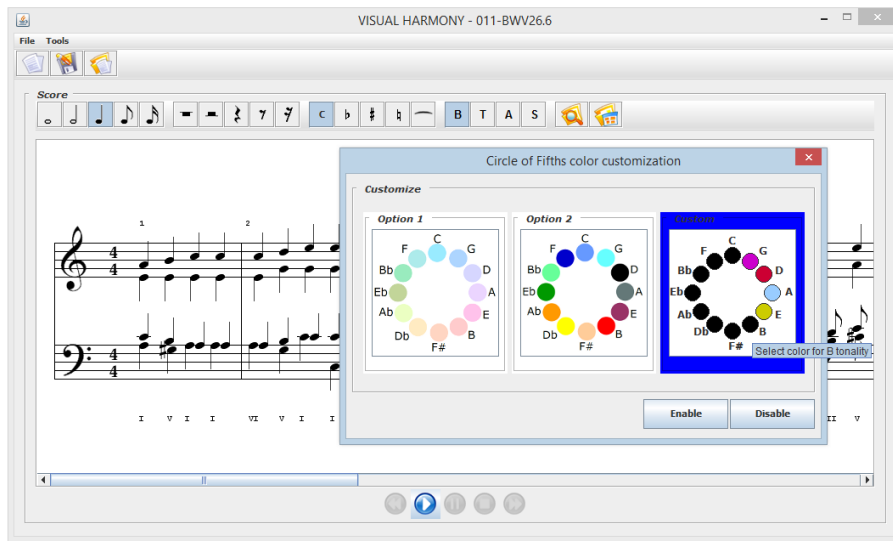 VISUAL HARMONY - 011-BWV26.6
File Tools
Score
C B T A S
Circle of Fifths color customization
Customize
Option 1
C
F G
Bb D
Eb A
Ab E
Db B
F#
Option 2
C
F G
Bb D
Eb A
Ab E
Db B
F#
Custom
C
F G
Bb D
Eb A
Ab E
Db B
F#
Select color for B tonality
Enable Disable
1 2
4 4
4 4
I V I I VI V I I II V